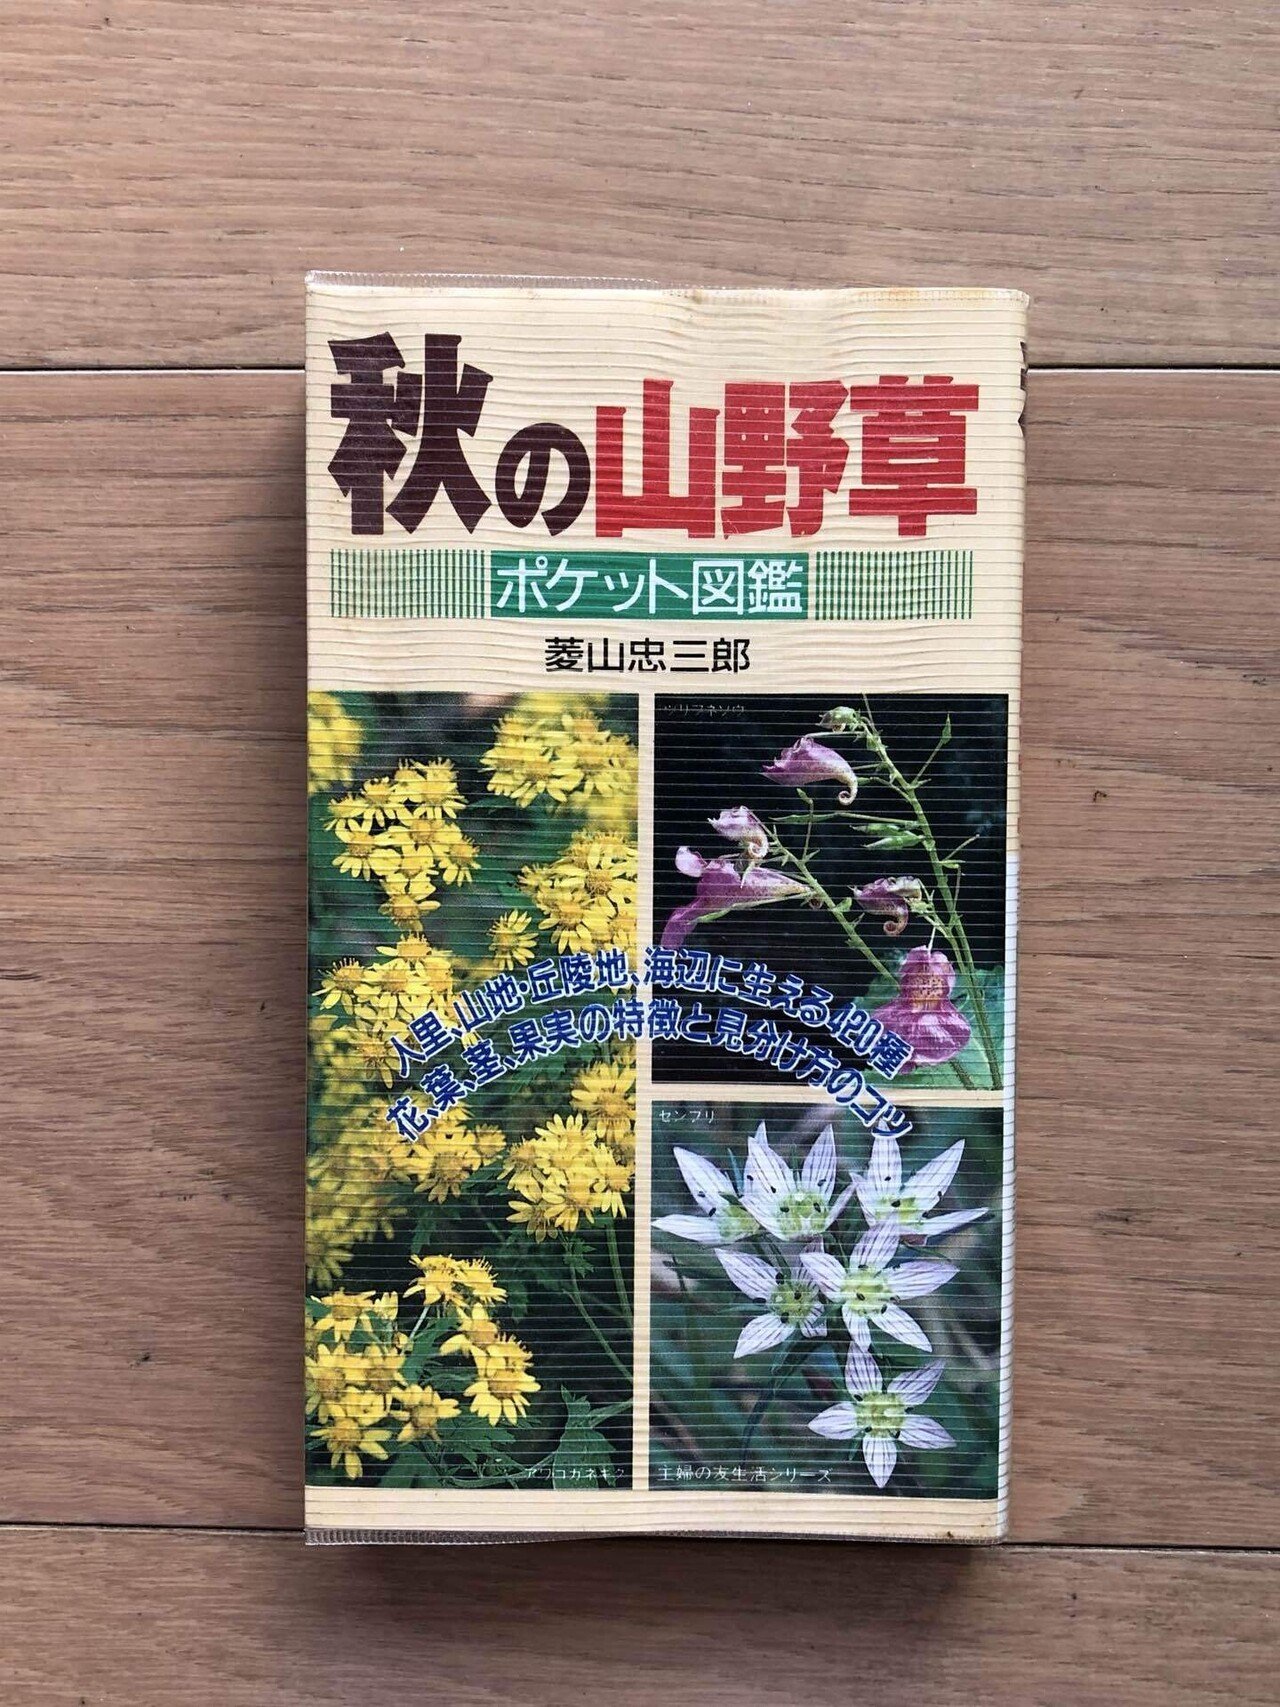 秋の山野草
ポケット図鑑
菱山忠三郎
ツリフネソウ
人里、山地・丘陵地、海辺に生える420種
花、葉、茎、果実の特徴と見分け方のコツ
センブリ
アワコガネギク
主婦の友生活シリーズ